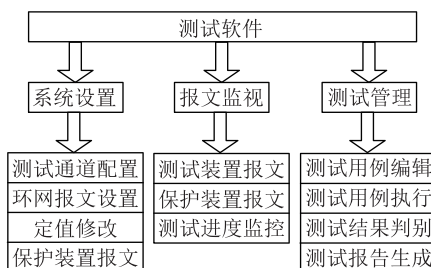 测试软件
系统设置
报文监视
测试管理
测试通道配置
环网报文设置
定值修改
保护装置报文
测试装置报文
保护装置报文
测试进度监控
测试用例编辑
测试用例执行
测试结果判别
测试报告生成